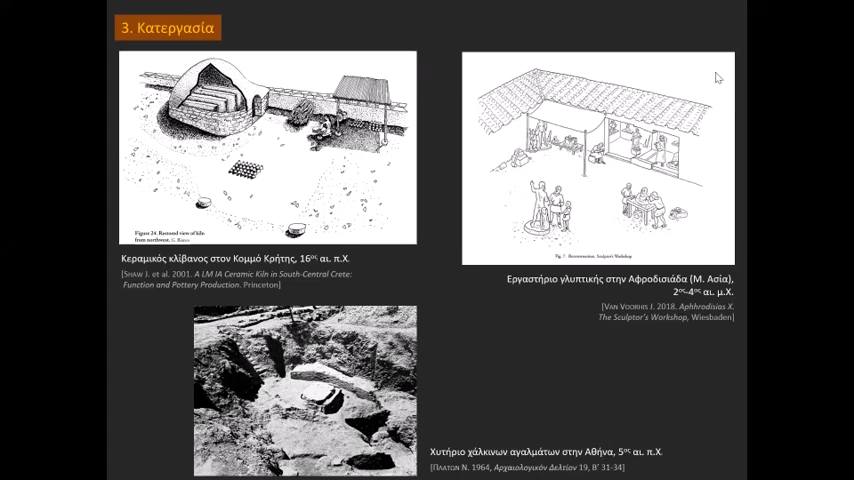 3. Κατεργασία
Figure 24. Restored view of kiln
from northwest. G. Bianco
Κεραμικός κλίβανος στον Κομμό Κρήτης, 16ος αι. π.Χ.
[SHAW J. et al. 2001. A LM IA Ceramic Kiln in South-Central Crete:
Function and Pottery Production. Princeton]
Fig. 7. Reconstruction, Sculptor's Workshop
Εργαστήριο γλυπτικής στην Αφροδισιάδα (Μ. Ασία),
2ος-4ος αι. μ.Χ.
[VAN VOORHIS J. 2018. Aphhrodisias X.
The Sculptor's Workshop, Wiesbaden]
Χυτήριο χάλκινων αγαλμάτων στην Αθήνα, 5ος αι. π.Χ.
[ΠΛΑΤΩΝ Ν. 1964, Αρχαιολογικόν Δελτίον 19, Β' 31-34]